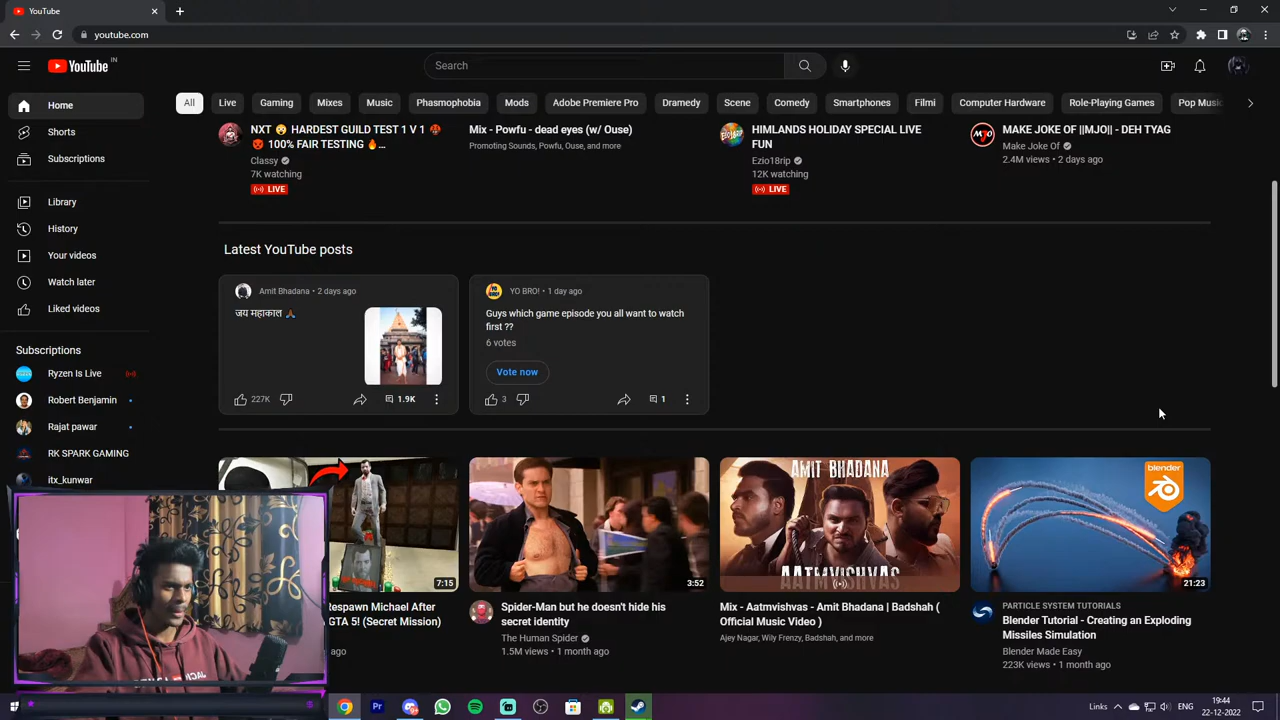 YouTube
youtube.com
YouTube IN
Search
Home
Shorts
Subscriptions
Library
History
Your videos
Watch later
Liked videos
Subscriptions
Ryzen Is Live
Robert Benjamin
Rajat pawar
RK SPARK GAMING
itx_kunwar
All
Live
Gaming
Mixes
Music
Phasmophobia
Mods
Adobe Premiere Pro
Dramedy
Scene
Comedy
Smartphones
Filmi
Computer Hardware
Role-Playing Games
Pop Music
NXT 😮 HARDEST GUILD TEST 1 V 1
😡 100% FAIR TESTING 🔥...
Classy
7K watching
LIVE
Mix - Powfu - dead eyes (w/ Ouse)
Promoting Sounds, Powfu, Ouse, and more
HIMLANDS HOLIDAY SPECIAL LIVE
FUN
Ezio18rip
12K watching
LIVE
MJO
MAKE JOKE OF ||MJO|| - DEH TYAG
Make Joke Of
2.4M views • 2 days ago
Latest YouTube posts
Amit Bhadana • 2 days ago
जय महाकाल 🙏🏾
227K
1.9K
YO BRO! • 1 day ago
Guys which game episode you all want to watch
first ??
6 votes
Vote now
3
1
7:15
Respawn Michael After
GTA 5! (Secret Mission)
ago
3:52
Spider-Man but he doesn't hide his
secret identity
The Human Spider
1.5M views • 1 month ago
AMIT BHADANA
AATMVISHVAS
Mix - Aatmvishvas - Amit Bhadana | Badshah (
Official Music Video )
Ajey Nagar, Wily Frenzy, Badshah, and more
blender
21:23
PARTICLE SYSTEM TUTORIALS
Blender Tutorial - Creating an Exploding
Missiles Simulation
Blender Made Easy
223K views • 1 month ago
Pr
Links
ENG
19:44
22-12-2022